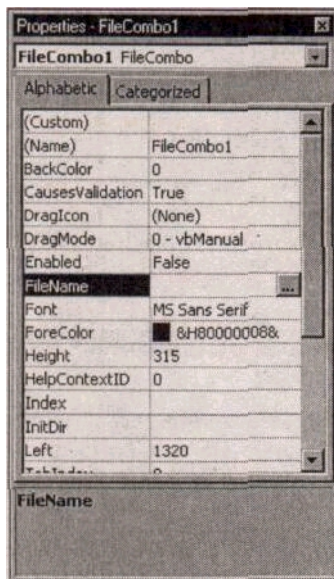 Properties - FileCombo1
FileCombo1 FileCombo
Alphabetic Categorized
(Custom)
(Name) FileCombo1
BackColor 0
CausesValidation True
DragIcon (None)
DragMode 0 - vbManual
Enabled False
FileName ...
Font MS Sans Serif
ForeColor &H80000008&
Height 315
HelpContextID 0
Index
InitDir
Left 1320
FileName